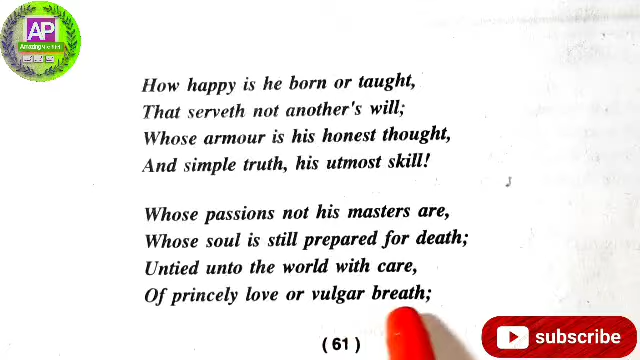 AP
Amazing
How happy is he born or taught,
That serveth not another's will;
Whose armour is his honest thought,
And simple truth, his utmost skill!
Whose passions not his masters are,
Whose soul is still prepared for death;
Untied unto the world with care,
Of princely love or vulgar breath;
( 61 )
SUBSCRIBE